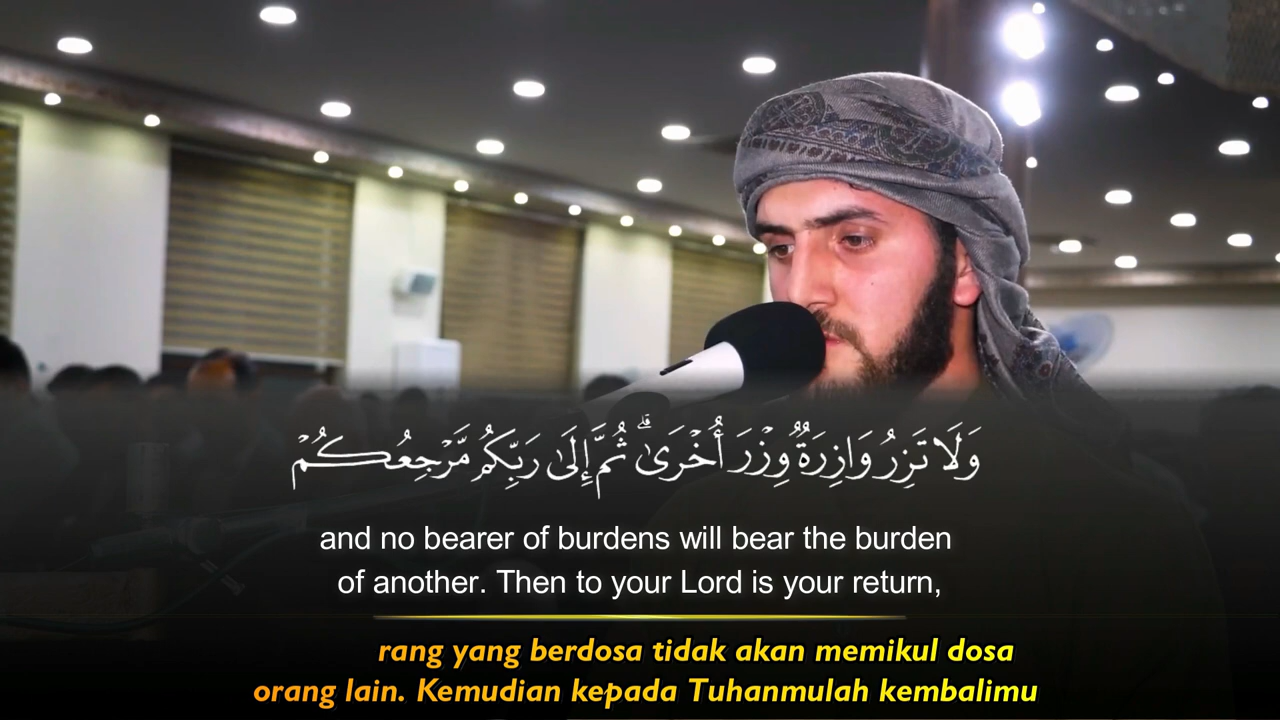 وَلَا تَزِرُ وَازِرَةٌ وِزْرَ أُخْرَىٰ ۗ ثُمَّ إِلَىٰ رَبِّكُم مَّرْجِعُكُمْ
and no bearer of burdens will bear the burden
of another. Then to your Lord is your return,
rang yang berdosa tidak akan memikul dosa
orang lain. Kemudian kepada Tuhanmulah kembalimu